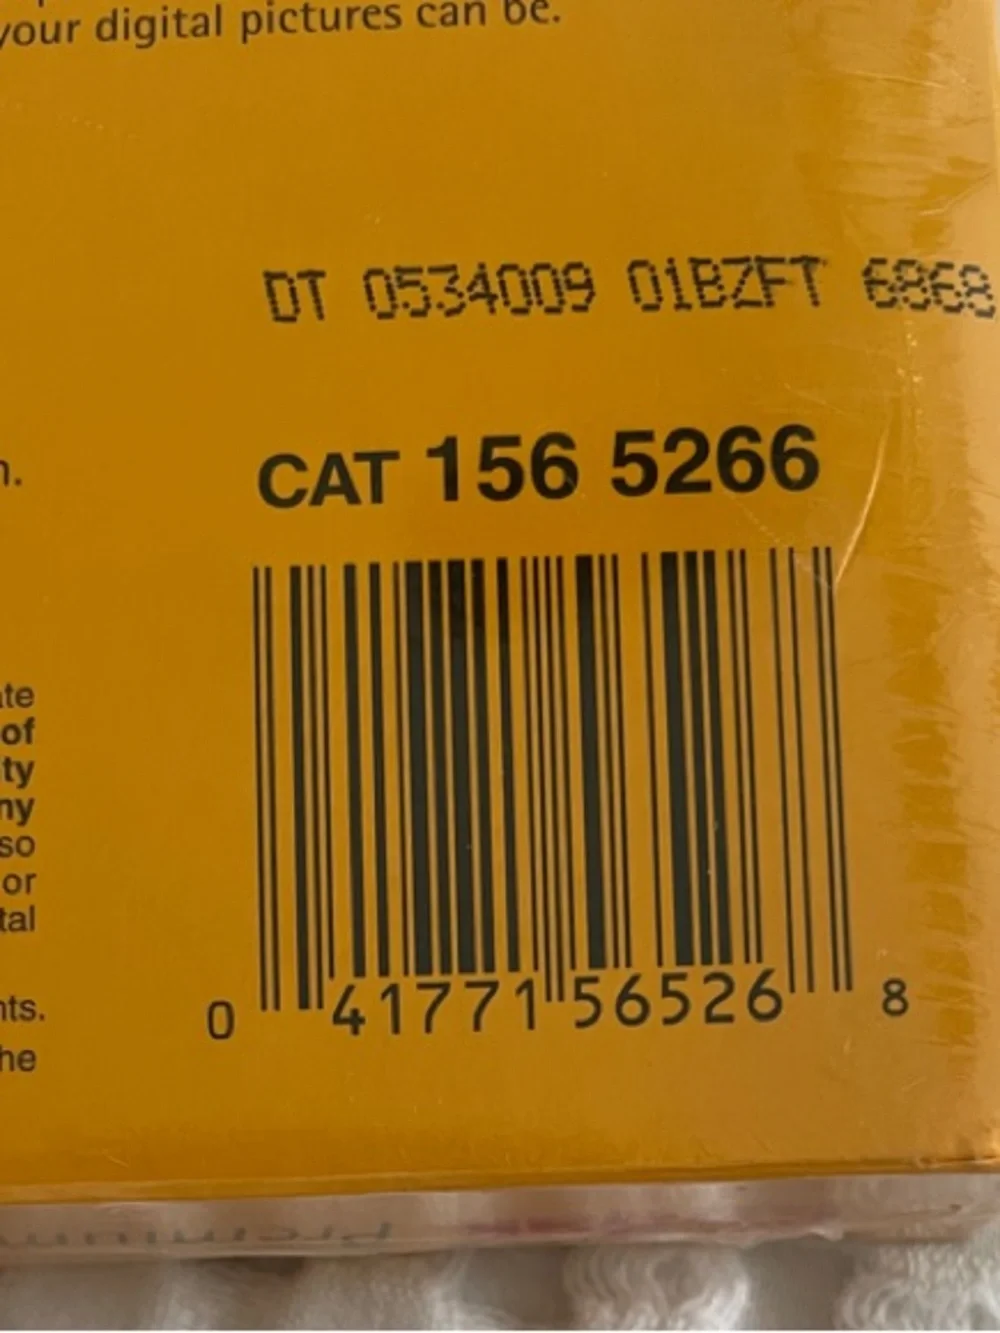 your digital pictures can be.
DT 0534009 01BZFT 6868
CAT 156 5266
n.
ate
of
ty
ny
so
or
tal
nts.
he
0 41771 56526 8